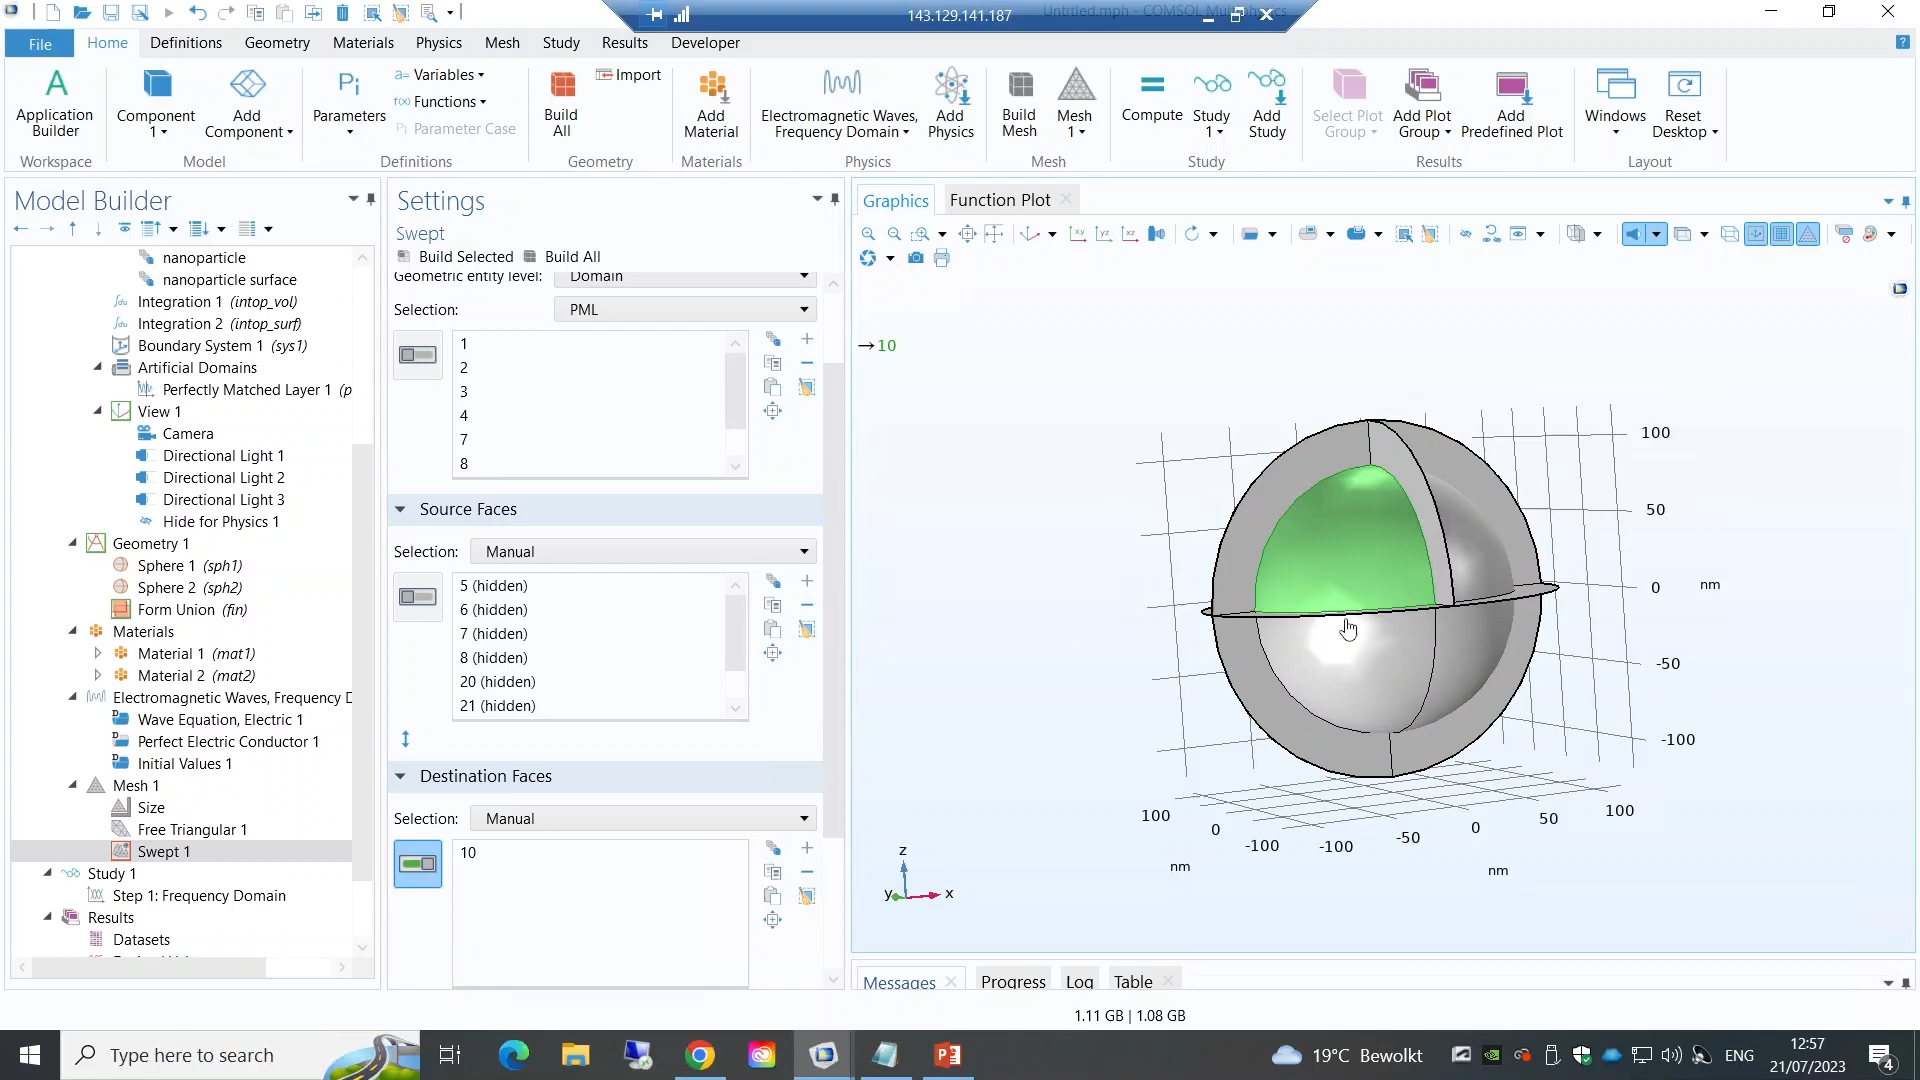 143.129.141.187
Untitled.mph - COMSOL Multiphysics
File
Home
Definitions
Geometry
Materials
Physics
Mesh
Study
Results
Developer
Application Builder
Component 1
Add Component
Parameters
a= Variables
f(x) Functions
Pi Parameter Case
Build All
Import
Add Material
Electromagnetic Waves, Frequency Domain
Add Physics
Build Mesh
Mesh 1
Compute
Study 1
Add Study
Select Plot Group
Add Plot Group
Add Predefined Plot
Windows
Reset Desktop
Workspace
Model
Definitions
Geometry
Materials
Physics
Mesh
Study
Results
Layout
Model Builder
nanoparticle
nanoparticle surface
Integration 1 (intop_vol)
Integration 2 (intop_surf)
Boundary System 1 (sys1)
Artificial Domains
Perfectly Matched Layer 1 (p
View 1
Camera
Directional Light 1
Directional Light 2
Directional Light 3
Hide for Physics 1
Geometry 1
Sphere 1 (sph1)
Sphere 2 (sph2)
Form Union (fin)
Materials
Material 1 (mat1)
Material 2 (mat2)
Electromagnetic Waves, Frequency D
Wave Equation, Electric 1
Perfect Electric Conductor 1
Initial Values 1
Mesh 1
Size
Free Triangular 1
Swept 1
Study 1
Step 1: Frequency Domain
Results
Datasets
Settings
Swept
Build Selected
Build All
Geometric entity level:
Domain
Selection:
PML
1
2
3
4
7
8
Source Faces
Selection:
Manual
5 (hidden)
6 (hidden)
7 (hidden)
8 (hidden)
20 (hidden)
21 (hidden)
Destination Faces
Selection:
Manual
10
Graphics
Function Plot
→10
100
50
0
nm
-50
-100
100
0
-100
nm
-100
-50
0
50
100
nm
z
y
x
Messages
Progress
Log
Table
1.11 GB | 1.08 GB
Type here to search
19°C Bewolkt
ENG
12:57
21/07/2023
4